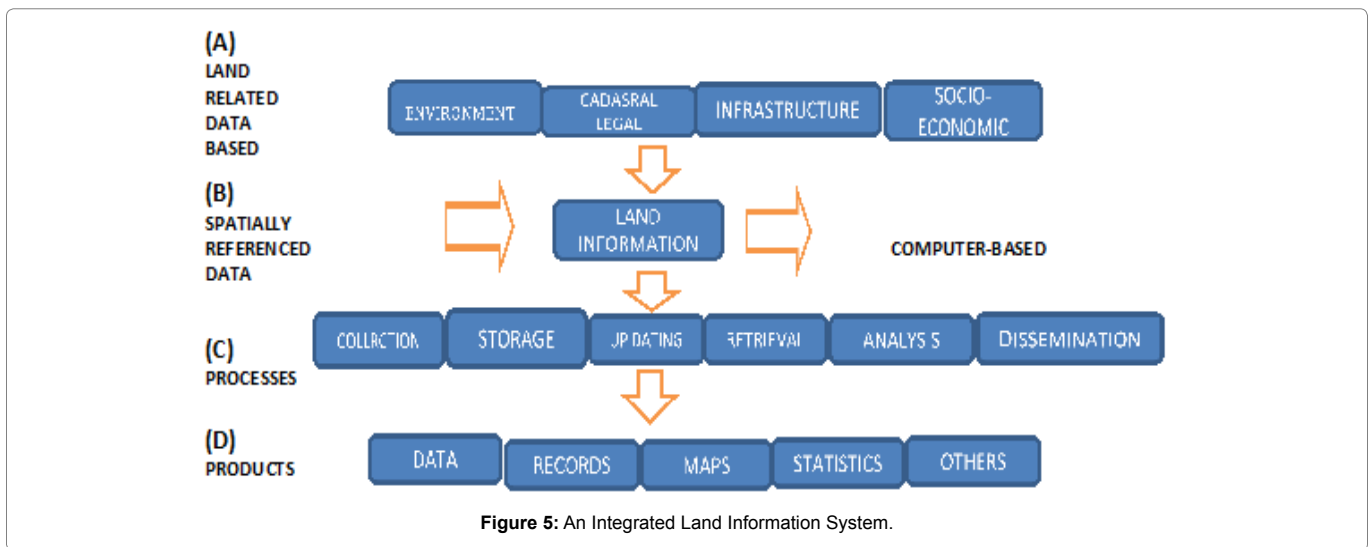 (A)
LAND
RELATED
DATA
BASED
ENVIRONMENT
CADASRAL
LEGAL
INFRASTRUCTURE
SOCIO-
ECONOMIC
(B)
SPATIALLY
REFERENCED
DATA
LAND
INFORMATION
COMPUTER-BASED
(C)
PROCESSES
COLLECTION
STORAGE
UPDATING
RETRIEVAL
ANALYSIS
DISSEMINATION
(D)
PRODUCTS
DATA
RECORDS
MAPS
STATISTICS
OTHERS
Figure 5: An Integrated Land Information System.